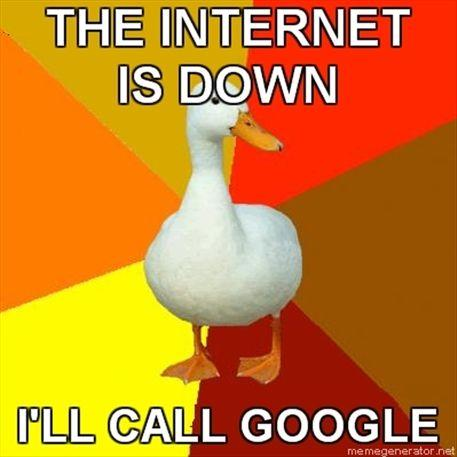 THE INTERNET
IS DOWN
I'LL CALL GOOGLE
memegenerator.net